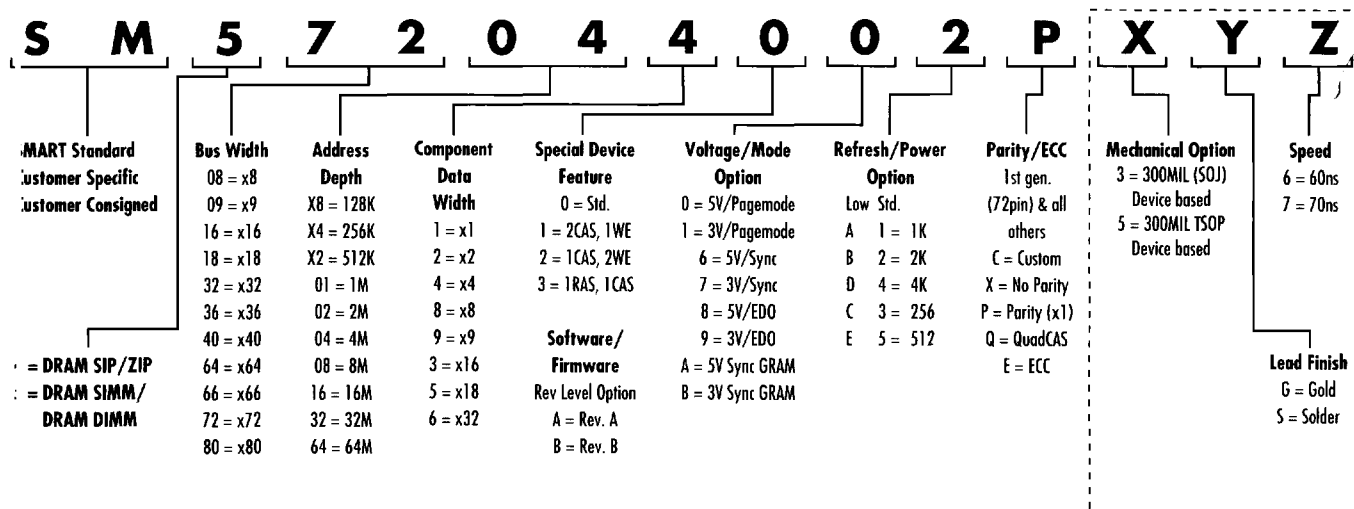 S M 5 7 2 0 4 4 0 0 2 P X Y Z
MART Standard
ustomer Specific
ustomer Consigned
= DRAM SIP/ZIP
= DRAM SIMM/
DRAM DIMM
Bus Width
08 = x8
09 = x9
16 = x16
18 = x18
32 = x32
36 = x36
40 = x40
64 = x64
66 = x66
72 = x72
80 = x80
Address
Depth
X8 = 128K
X4 = 256K
X2 = 512K
01 = 1M
02 = 2M
04 = 4M
08 = 8M
16 = 16M
32 = 32M
64 = 64M
Component
Data
Width
1 = x1
2 = x2
4 = x4
8 = x8
9 = x9
3 = x16
5 = x18
6 = x32
Special Device
Feature
0 = Std.
1 = 2CAS, 1WE
2 = 1CAS, 2WE
3 = 1RAS, 1CAS
Software/
Firmware
Rev Level Option
A = Rev. A
B = Rev. B
Voltage/Mode
Option
0 = 5V/Pagemode
1 = 3V/Pagemode
6 = 5V/Sync
7 = 3V/Sync
8 = 5V/EDO
9 = 3V/EDO
A = 5V Sync GRAM
B = 3V Sync GRAM
Refresh/Power
Option
Low Std.
A 1 = 1K
B 2 = 2K
D 4 = 4K
C 3 = 256
E 5 = 512
Parity/ECC
1st gen.
(72pin) & all
others
C = Custom
X = No Parity
P = Parity (x1)
Q = QuadCAS
E = ECC
Mechanical Option
3 = 300MIL (SOJ)
Device based
5 = 300MIL TSOP
Device based
Speed
6 = 60ns
7 = 70ns
Lead Finish
G = Gold
S = Solder